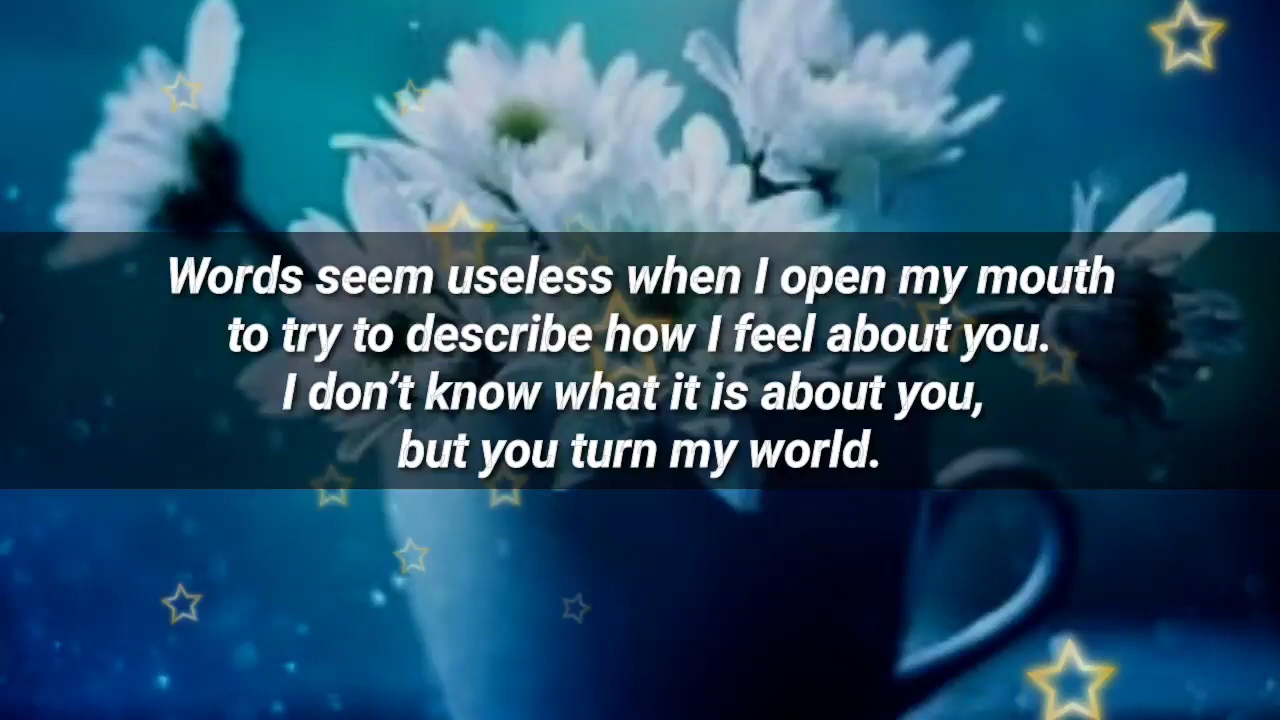 Words seem useless when I open my mouth
to try to describe how I feel about you.
I don’t know what it is about you,
but you turn my world.